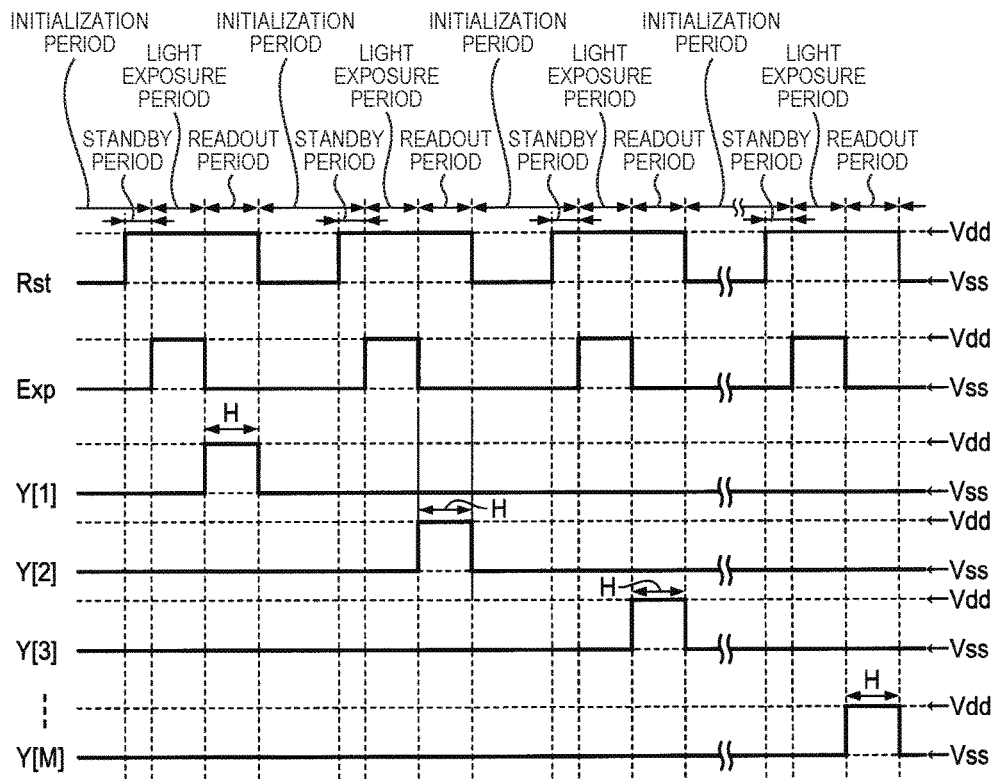 INITIALIZATION
PERIOD
LIGHT
EXPOSURE
PERIOD
INITIALIZATION
PERIOD
LIGHT
EXPOSURE
PERIOD
INITIALIZATION
PERIOD
LIGHT
EXPOSURE
PERIOD
INITIALIZATION
PERIOD
LIGHT
EXPOSURE
PERIOD
STANDBY
PERIOD
READOUT
PERIOD
STANDBY
PERIOD
READOUT
PERIOD
STANDBY
PERIOD
READOUT
PERIOD
STANDBY
PERIOD
READOUT
PERIOD
Vdd
Rst
Vss
Vdd
Exp
Vss
H
Vdd
Y[1]
Vss
H
Vdd
Y[2]
Vss
H
Vdd
Y[3]
Vss
H
Vdd
Y[M]
Vss